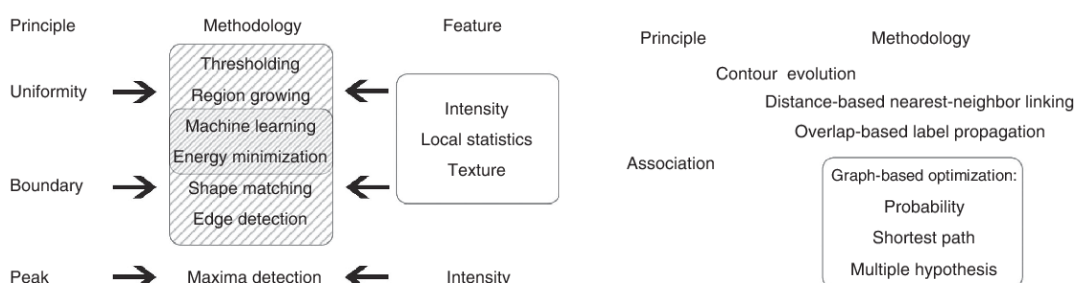 Principle
Methodology
Feature
Uniformity
Thresholding
Region growing
Machine learning
Energy minimization
Shape matching
Edge detection
Intensity
Local statistics
Texture
Boundary
Peak
Maxima detection
Intensity
Principle
Methodology
Contour evolution
Distance-based nearest-neighbor linking
Overlap-based label propagation
Association
Graph-based optimization:
Probability
Shortest path
Multiple hypothesis